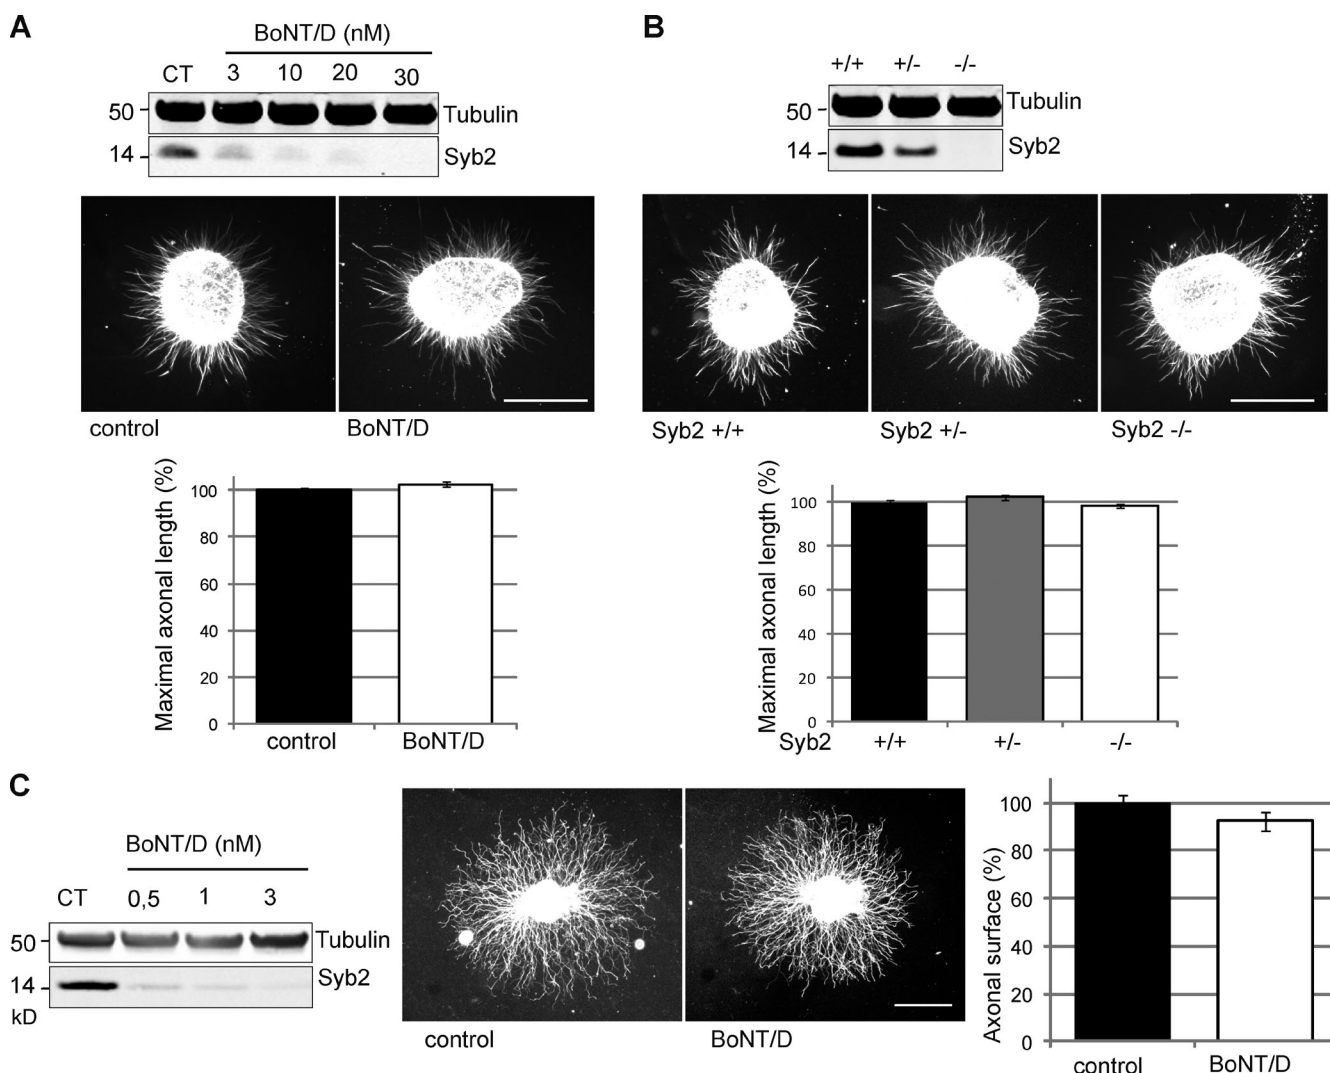 A
BoNT/D (nM)
CT 3 10 20 30
50 Tubulin
14 Syb2
control BoNT/D
Maximal axonal length (%)
100
80
60
40
20
0
control BoNT/D
B
+/+ +/- -/-
50 Tubulin
14 Syb2
Syb2 +/+ Syb2 +/- Syb2 -/-
Maximal axonal length (%)
100
80
60
40
20
0
Syb2 +/+ +/- -/-
C
BoNT/D (nM)
CT 0,5 1 3
50 Tubulin
14 Syb2
kD
control BoNT/D
Axonal surface (%)
100
80
60
40
20
0
control BoNT/D